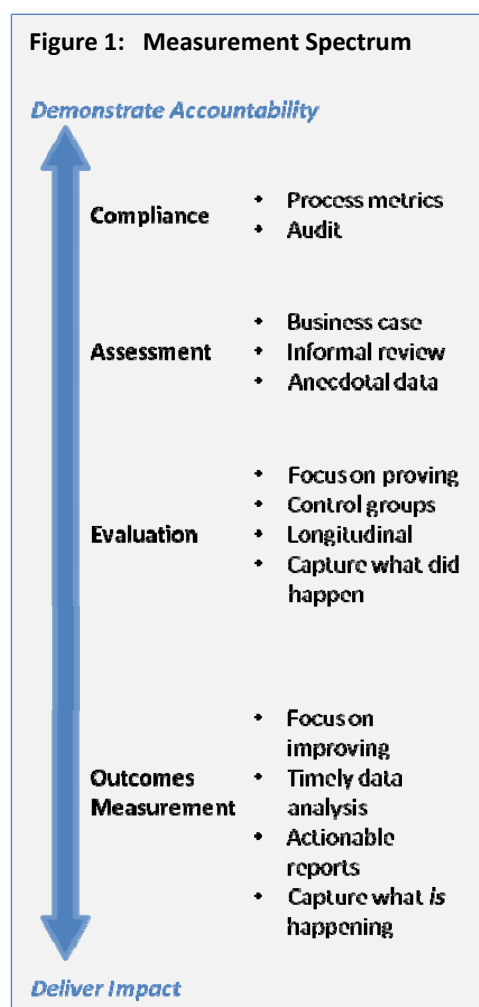 Figure 1: Measurement Spectrum
Demonstrate Accountability
Compliance
• Process metrics
• Audit
Assessment
• Business case
• Informal review
• Anecdotal data
Evaluation
• Focus on proving
• Control groups
• Longitudinal
• Capture what did
happen
Outcomes
Measurement
• Focus on
improving
• Timely data
analysis
• Actionable
reports
• Capture what is
happening
Deliver Impact